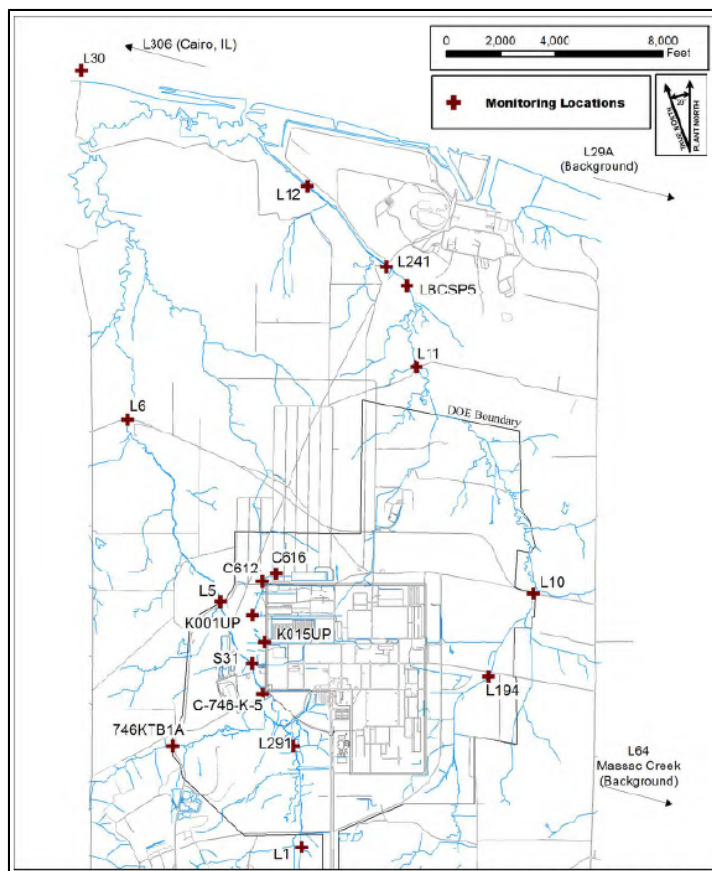 L306 (Cairo, IL)
L30
0 2,000 4,000 8,000
Feet
Monitoring Locations
TRUE NORTH
PLANT NORTH
L29A
(Background)
L12
L241
LBCSP5
L11
L6
DOE Boundary
C616
C612
L10
L5
K001UP
K015UP
S31
L194
C-746-K-5
746KTB1A
L291
L64
Massac Creek
(Background)
L1